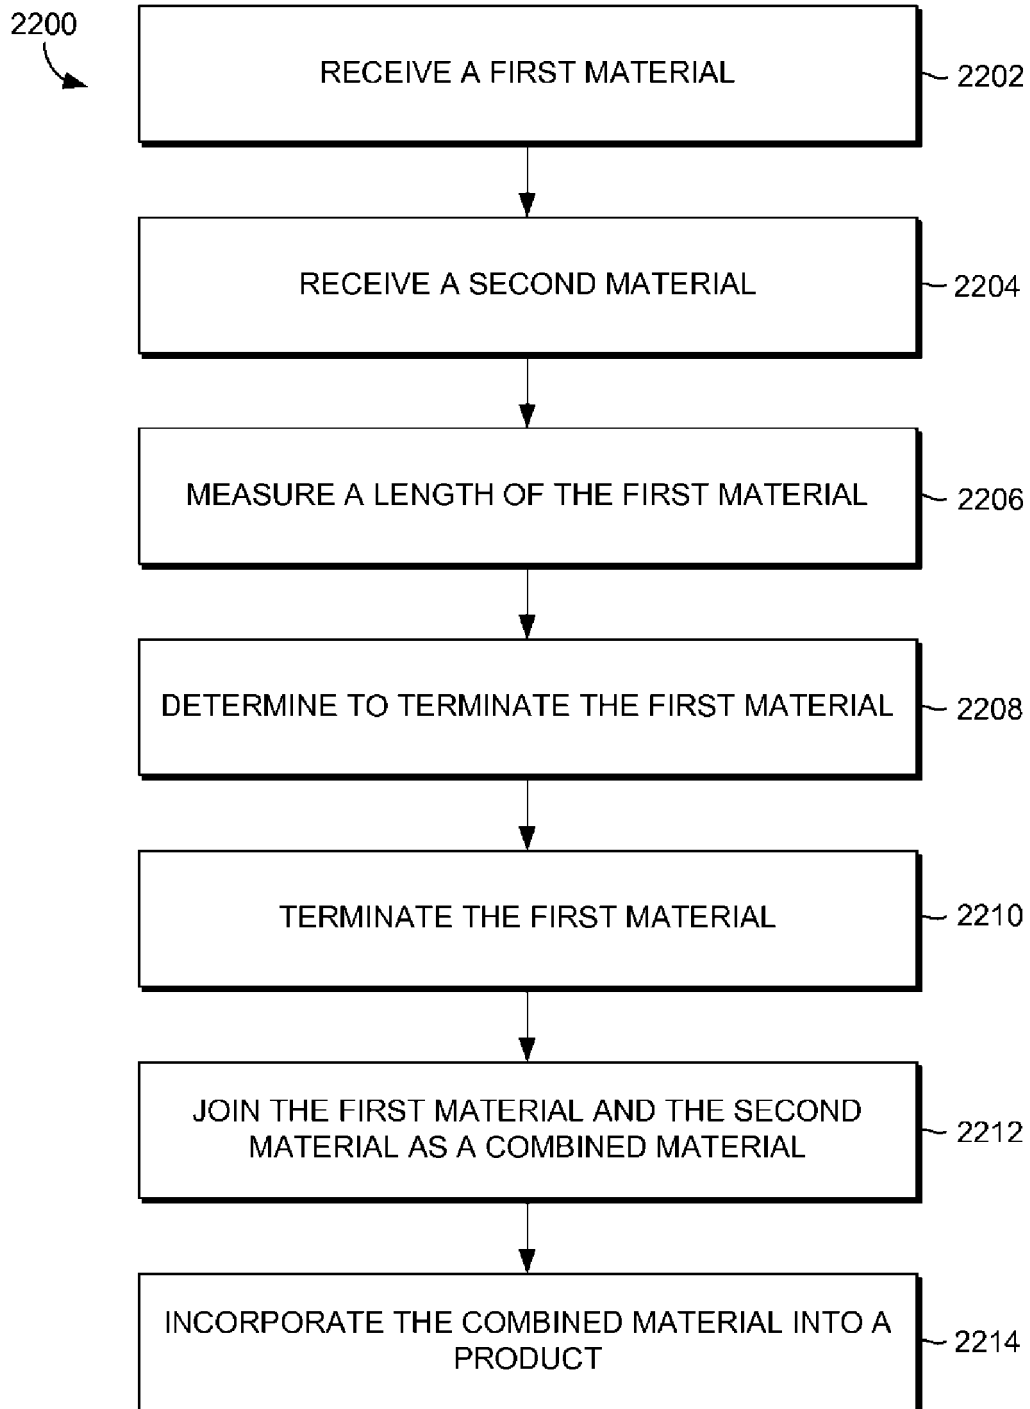 2200
RECEIVE A FIRST MATERIAL
2202
RECEIVE A SECOND MATERIAL
2204
MEASURE A LENGTH OF THE FIRST MATERIAL
2206
DETERMINE TO TERMINATE THE FIRST MATERIAL
2208
TERMINATE THE FIRST MATERIAL
2210
JOIN THE FIRST MATERIAL AND THE SECOND
MATERIAL AS A COMBINED MATERIAL
2212
INCORPORATE THE COMBINED MATERIAL INTO A
PRODUCT
2214